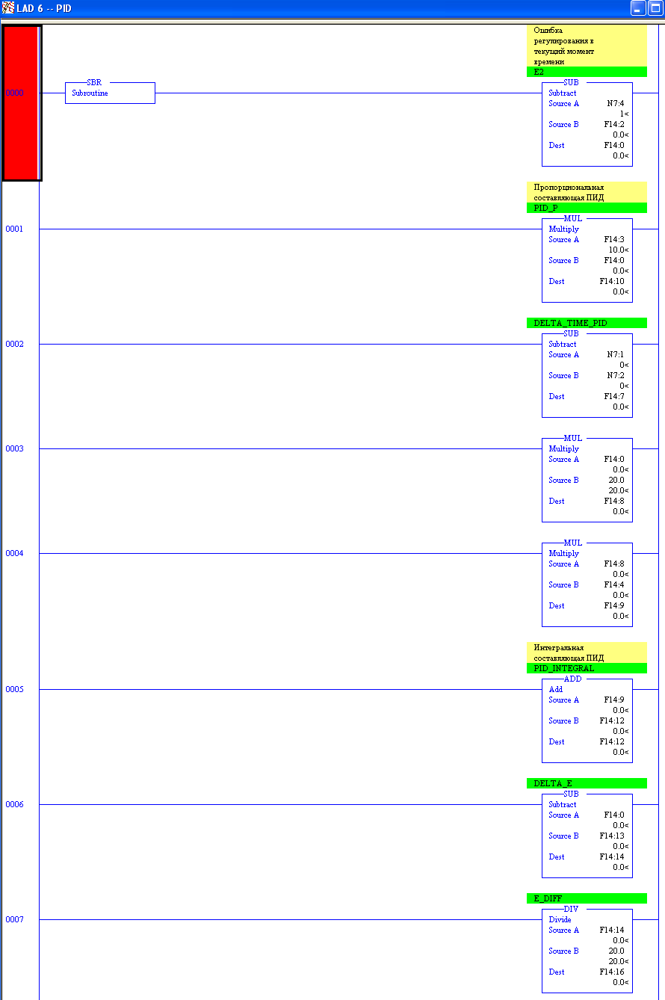 LAD 6 -- PID
Ошибка
регулирования в
текущий момент
времени
E2
0000
SBR
Subroutine
SUB
Subtract
Source A N7:4
1<
Source B F14:2
0.0<
Dest F14:0
0.0<
Пропорциональная
составляющая ПИД
PID_P
0001
MUL
Multiply
Source A F14:3
10.0<
Source B F14:0
0.0<
Dest F14:10
0.0<
DELTA_TIME_PID
0002
SUB
Subtract
Source A N7:1
0<
Source B N7:2
0<
Dest F14:7
0.0<
0003
MUL
Multiply
Source A F14:0
0.0<
Source B 20.0
20.0<
Dest F14:8
0.0<
0004
MUL
Multiply
Source A F14:8
0.0<
Source B F14:4
0.0<
Dest F14:9
0.0<
Интегральная
составляющая ПИД
PID_INTEGRAL
0005
ADD
Add
Source A F14:9
0.0<
Source B F14:12
0.0<
Dest F14:12
0.0<
DELTA_E
0006
SUB
Subtract
Source A F14:0
0.0<
Source B F14:13
0.0<
Dest F14:14
0.0<
E_DIFF
0007
DIV
Divide
Source A F14:14
0.0<
Source B 20.0
20.0<
Dest F14:16
0.0<